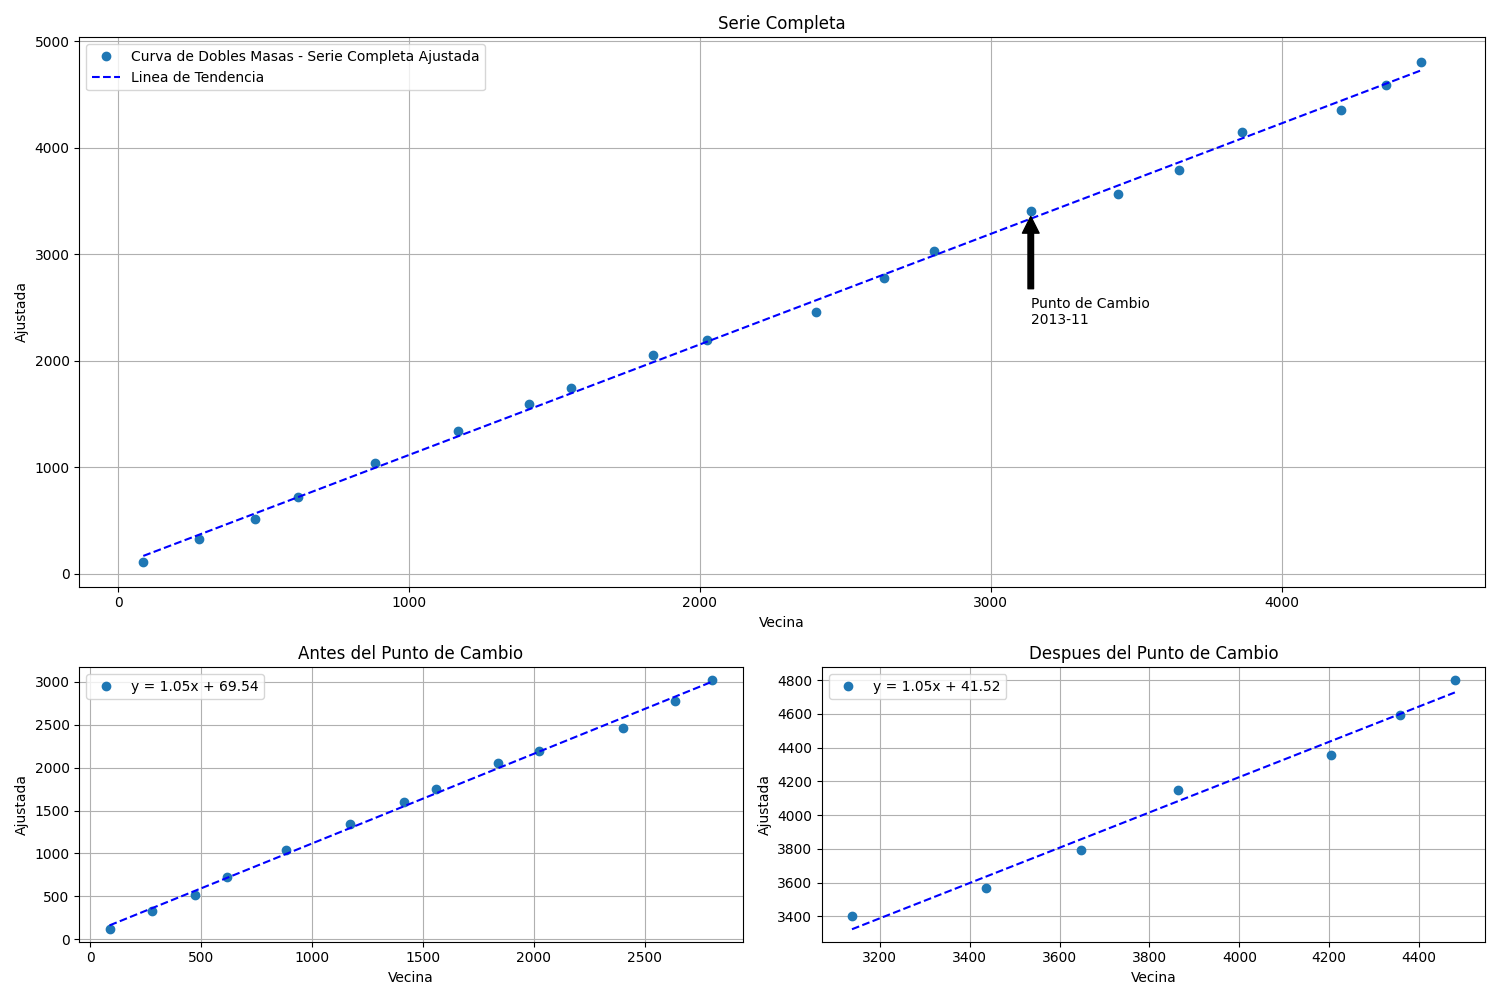 Serie Completa
Curva de Dobles Masas - Serie Completa Ajustada
Linea de Tendencia
5000
4000
3000
2000
1000
0
Ajustada
Punto de Cambio
2013-11
0 1000 2000 3000 4000
Vecina
Antes del Punto de Cambio
y = 1.05x + 69.54
3000
2500
2000
1500
1000
500
0
Ajustada
0 500 1000 1500 2000 2500
Vecina
Despues del Punto de Cambio
y = 1.05x + 41.52
4800
4600
4400
4200
4000
3800
3600
3400
Ajustada
3200 3400 3600 3800 4000 4200 4400
Vecina